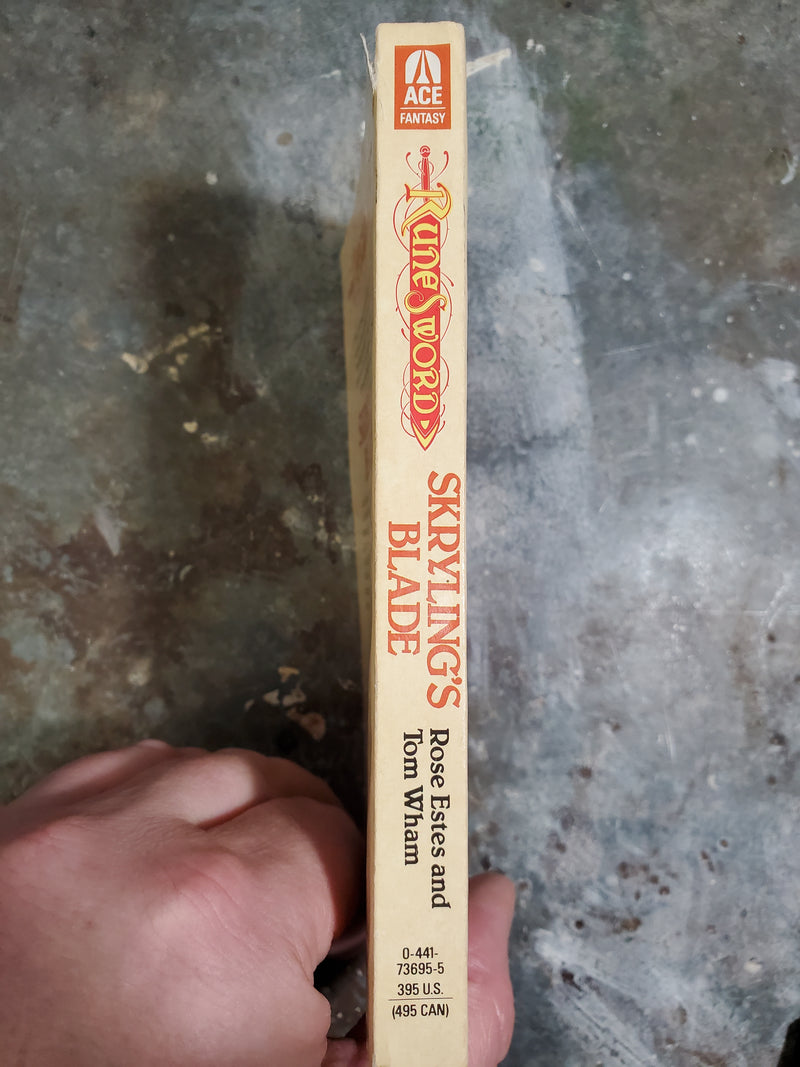 ACE
FANTASY
RUNESWORD
SKRYLING'S
BLADE
Rose Estes and
Tom Wham
0-441-
73695-5
395 U.S.
(495 CAN)